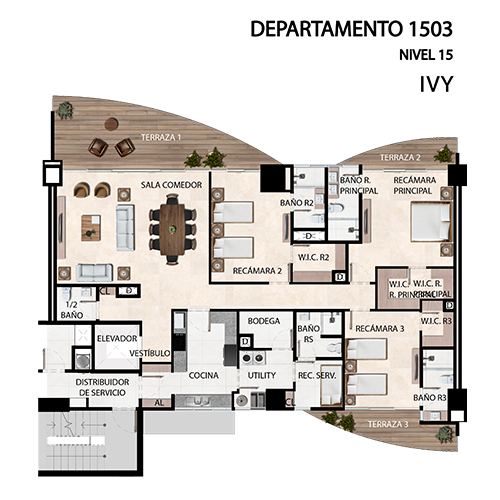 DEPARTAMENTO 1503
NIVEL 15
IVY
TERRAZA 1
TERRAZA 2
SALA COMEDOR
BAÑO R2
BAÑO R.
PRINCIPAL
RECÁMARA
PRINCIPAL
D
W.I.C. R2
RECÁMARA 2
D
W.I.C.
R. PRINCIPAL
W.I.C. R.
PRINCIPAL
CL
D
1/2
BAÑO
D
W.I.C. R3
BODEGA
BAÑO
RS
RECÁMARA 3
ELEVADOR
D
VESTÍBULO
COCINA
UTILITY
REC. SERV.
DISTRIBUIDOR
DE SERVICIO
BAÑO R3
AL
CL
TERRAZA 3